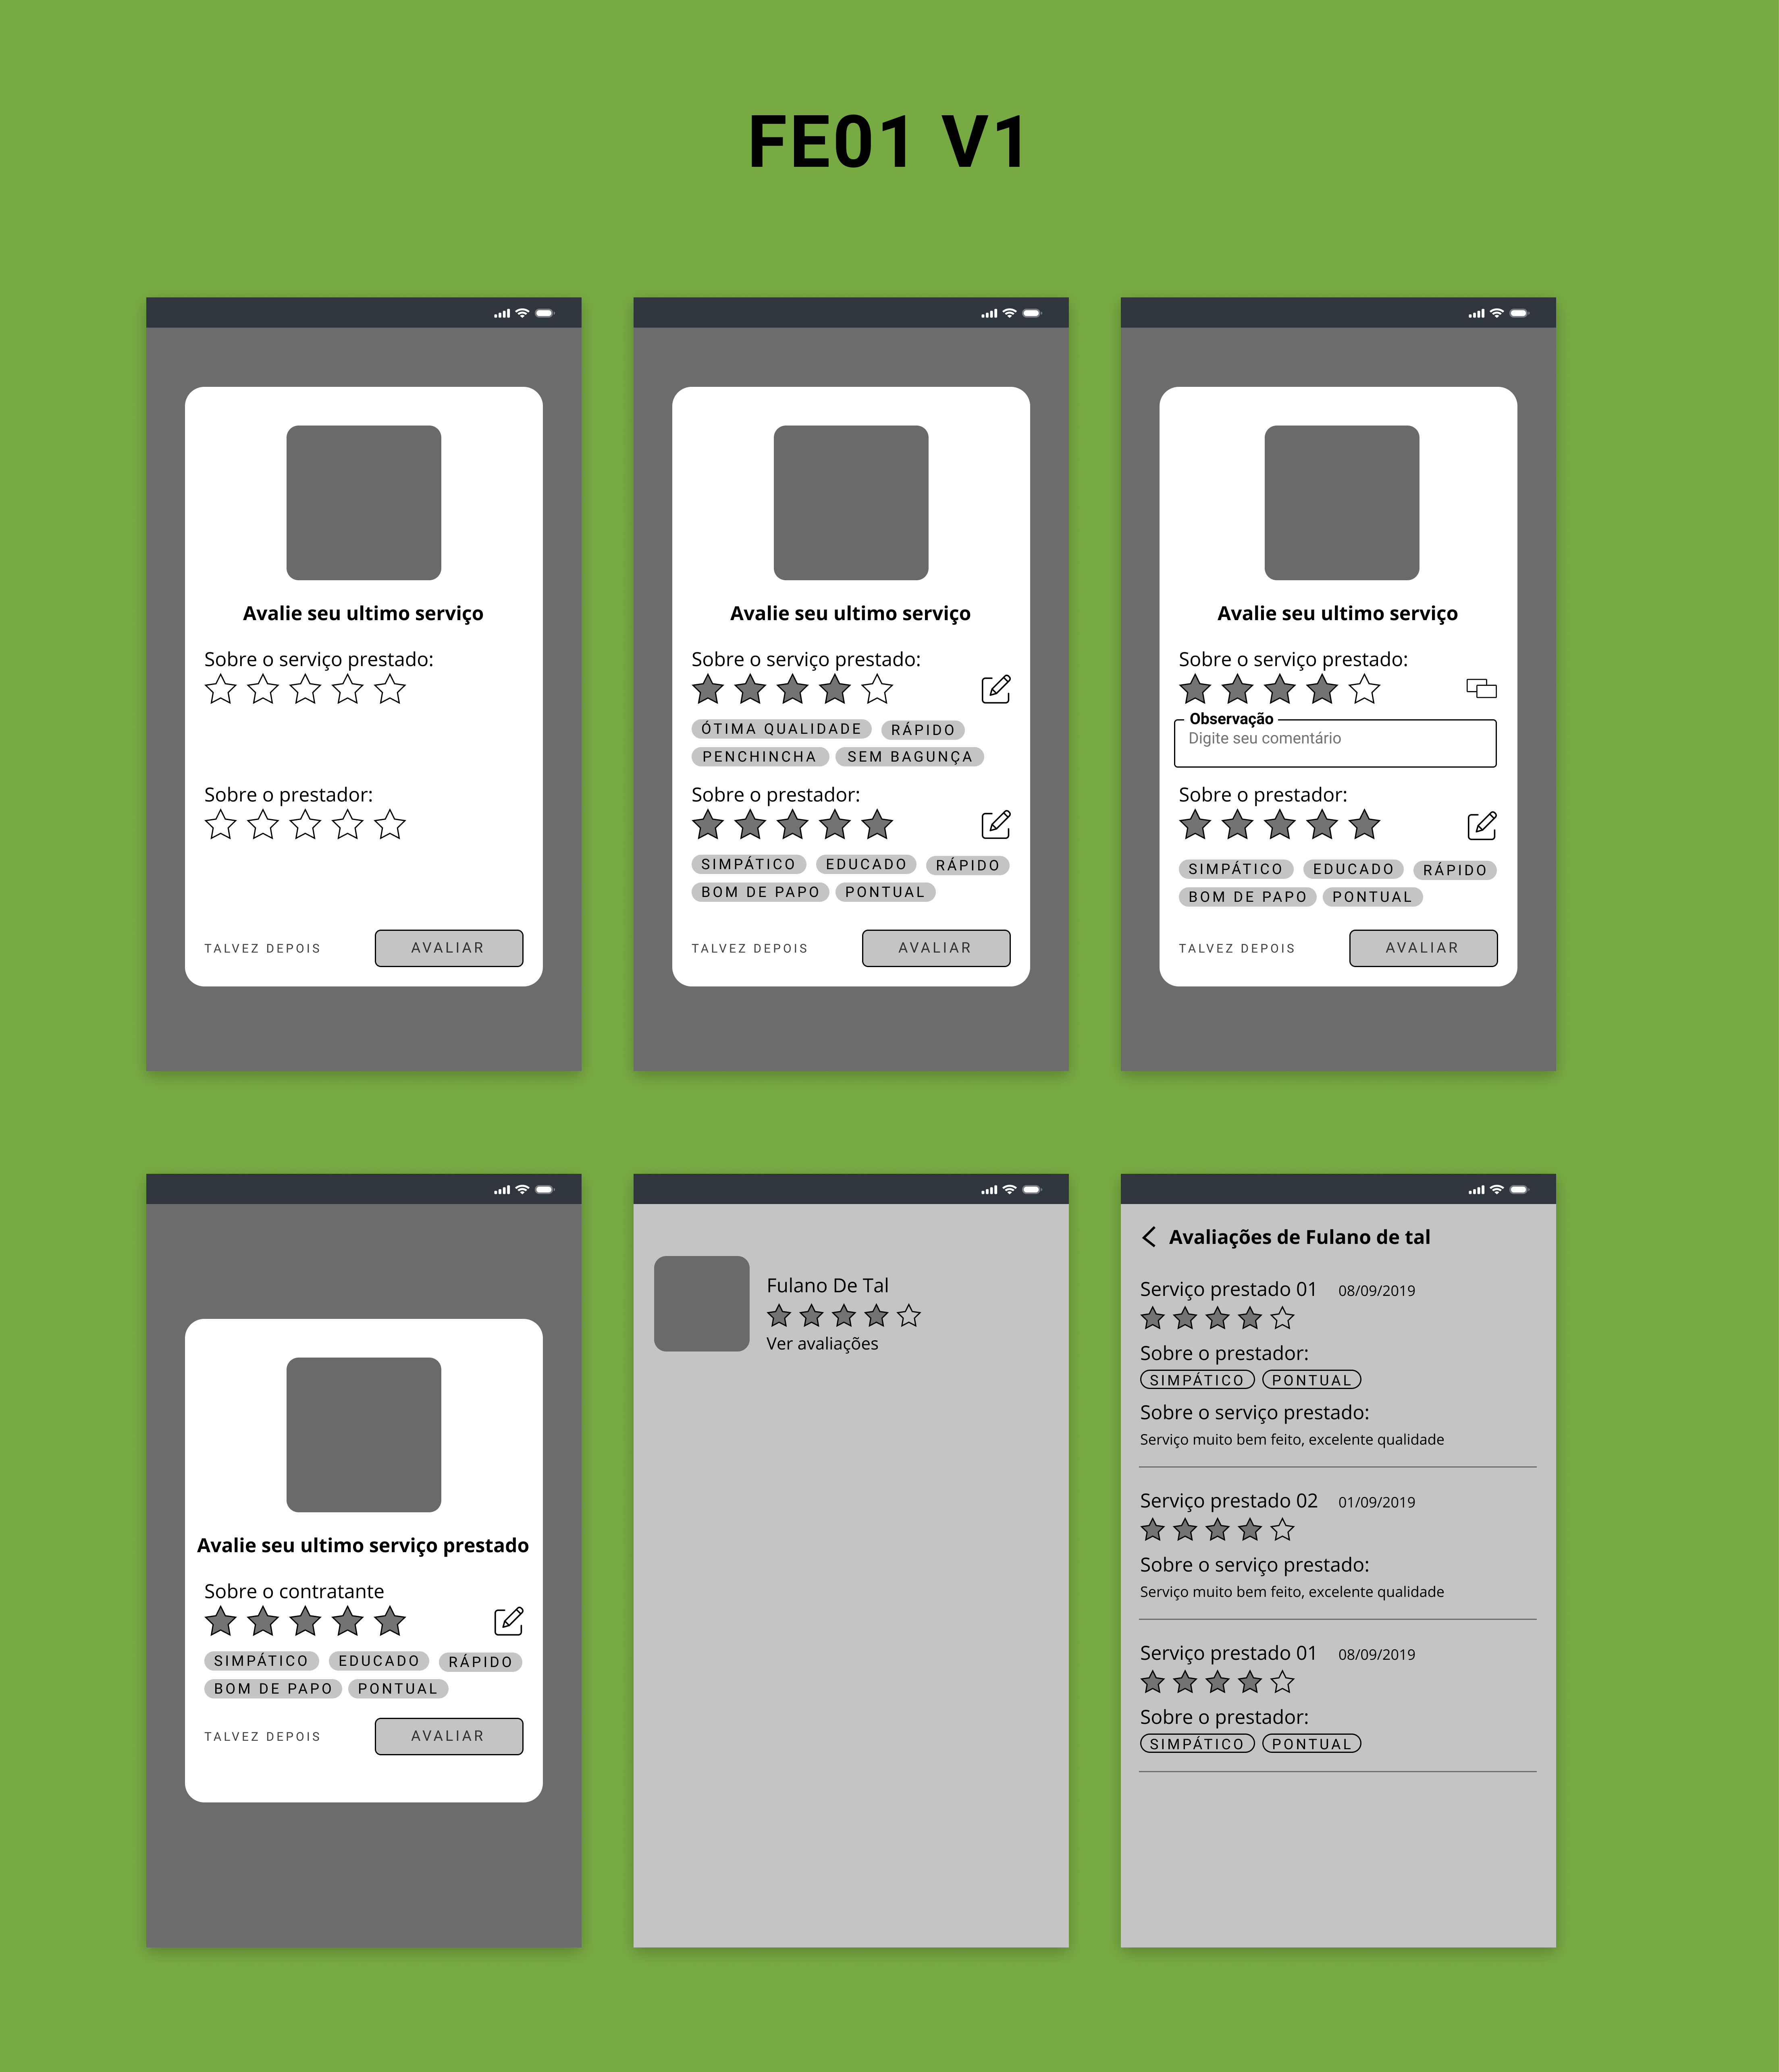 FE01 V1
Avalie seu ultimo serviço
Sobre o serviço prestado:
Sobre o prestador:
TALVEZ DEPOIS
AVALIAR
Avalie seu ultimo serviço
Sobre o serviço prestado:
ÓTIMA QUALIDADE RÁPIDO
PENCHINCHA SEM BAGUNÇA
Sobre o prestador:
SIMPÁTICO EDUCADO RÁPIDO
BOM DE PAPO PONTUAL
TALVEZ DEPOIS AVALIAR
Avalie seu ultimo serviço
Sobre o serviço prestado:
Observação
Digite seu comentário
Sobre o prestador:
SIMPÁTICO EDUCADO RÁPIDO
BOM DE PAPO PONTUAL
TALVEZ DEPOIS AVALIAR
Avalie seu ultimo serviço prestado
Sobre o contratante
SIMPÁTICO EDUCADO RÁPIDO
BOM DE PAPO PONTUAL
TALVEZ DEPOIS AVALIAR
Fulano De Tal
Ver avaliações
Avaliações de Fulano de tal
Serviço prestado 01 08/09/2019
Sobre o prestador:
SIMPÁTICO PONTUAL
Sobre o serviço prestado:
Serviço muito bem feito, excelente qualidade
Serviço prestado 02 01/09/2019
Sobre o serviço prestado:
Serviço muito bem feito, excelente qualidade
Serviço prestado 01 08/09/2019
Sobre o prestador:
SIMPÁTICO PONTUAL